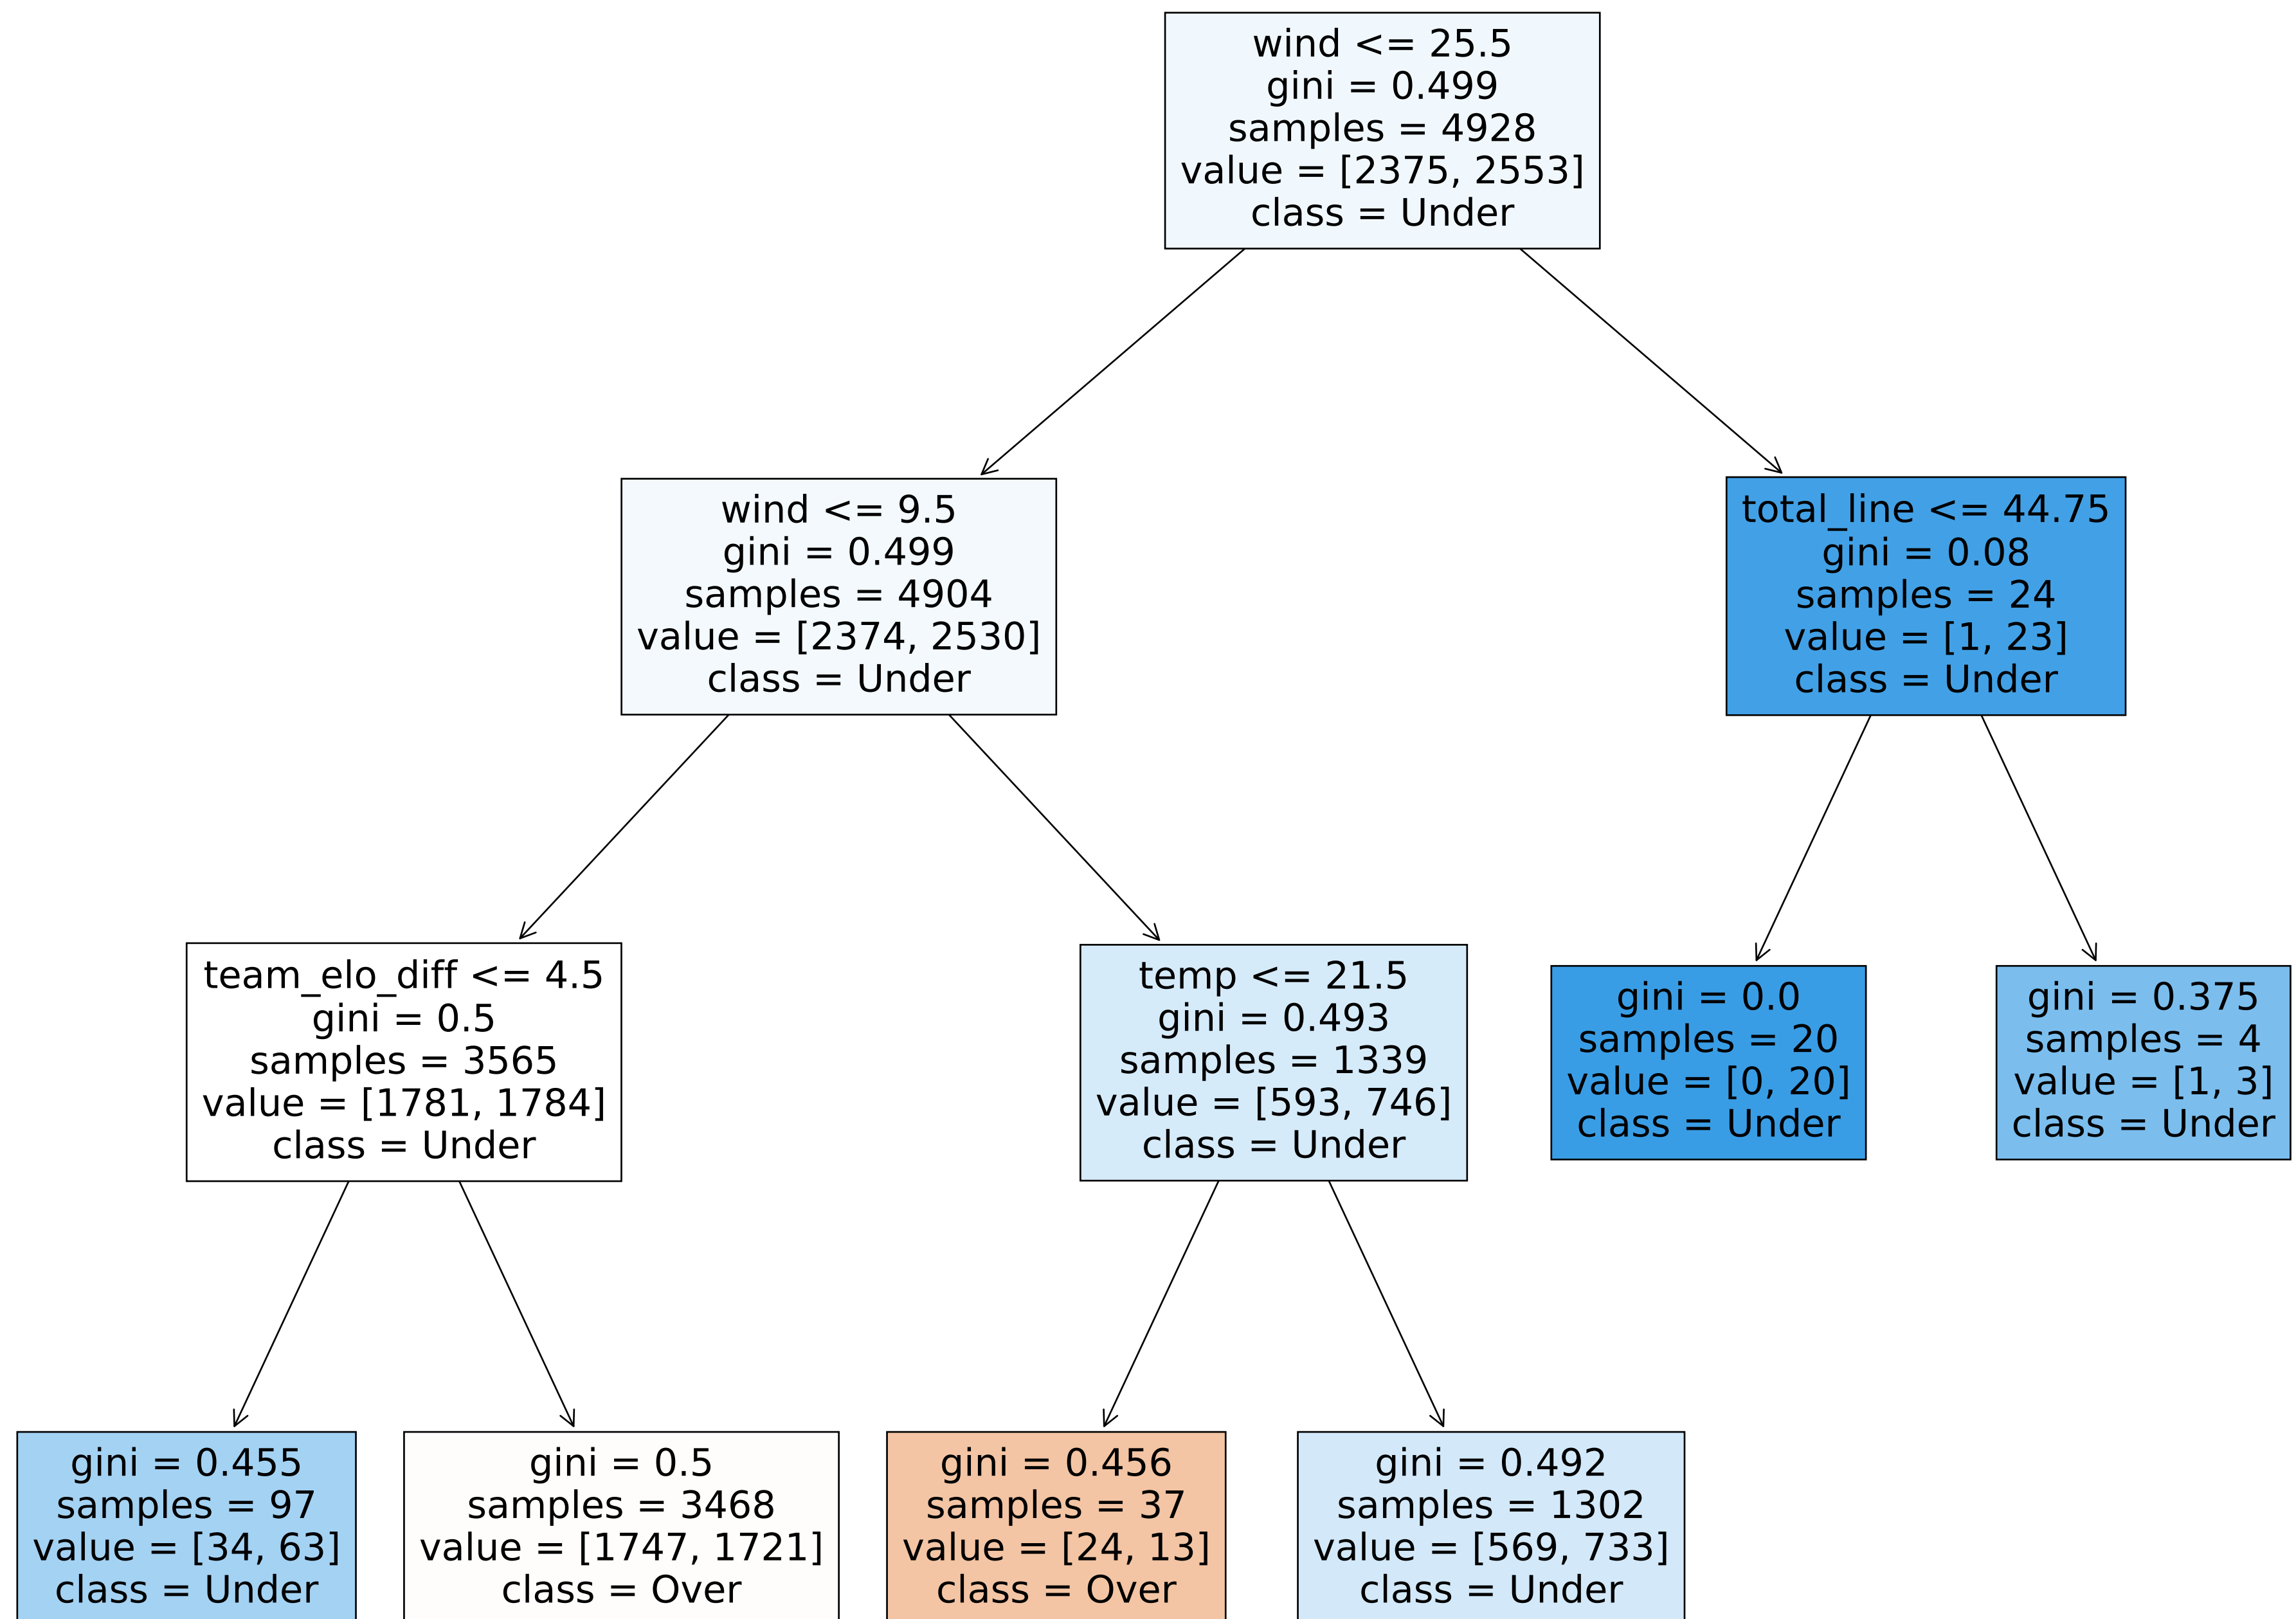 wind <= 25.5
gini = 0.499
samples = 4928
value = [2375, 2553]
class = Under
wind <= 9.5
gini = 0.499
samples = 4904
value = [2374, 2530]
class = Under
total_line <= 44.75
gini = 0.08
samples = 24
value = [1, 23]
class = Under
team_elo_diff <= 4.5
gini = 0.5
samples = 3565
value = [1781, 1784]
class = Under
temp <= 21.5
gini = 0.493
samples = 1339
value = [593, 746]
class = Under
gini = 0.0
samples = 20
value = [0, 20]
class = Under
gini = 0.375
samples = 4
value = [1, 3]
class = Under
gini = 0.455
samples = 97
value = [34, 63]
class = Under
gini = 0.5
samples = 3468
value = [1747, 1721]
class = Over
gini = 0.456
samples = 37
value = [24, 13]
class = Over
gini = 0.492
samples = 1302
value = [569, 733]
class = Under